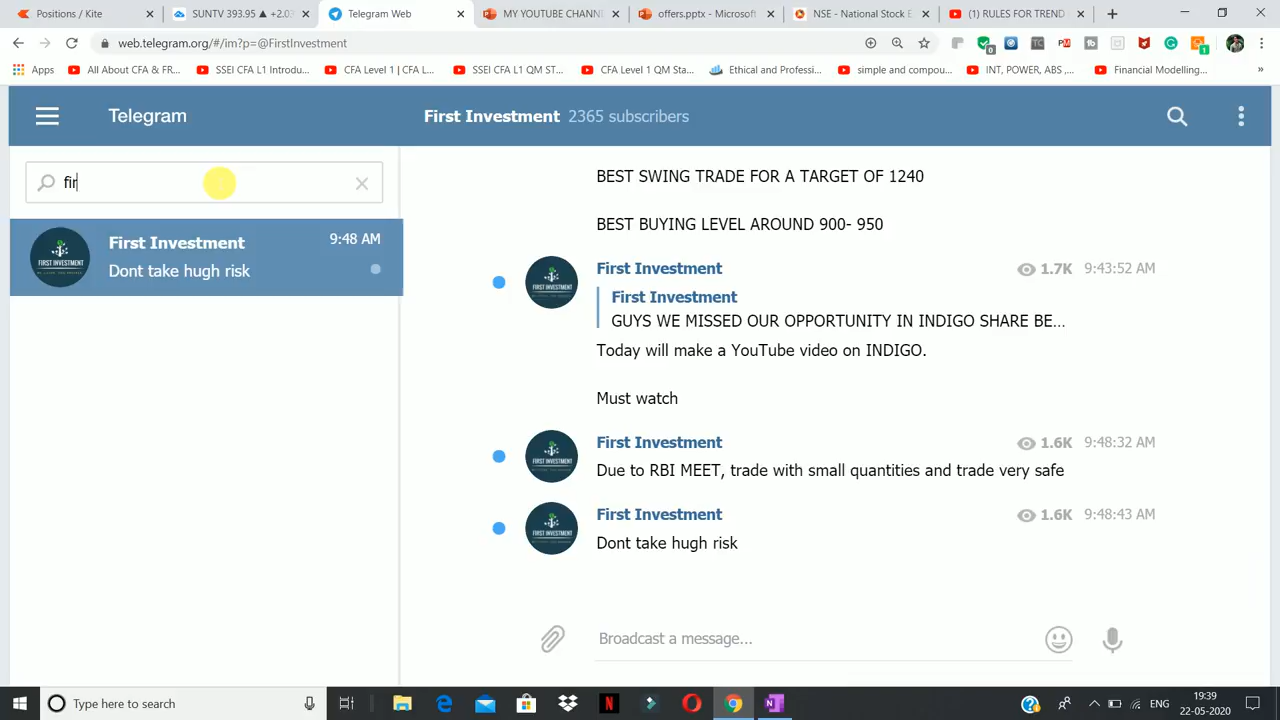 Positions / Kite
SUNTV 393.95 ▲ +2.03
Telegram Web
MY YOUTUBE CHANN
offers.pptx - Microsoft
NSE - National Stock E
(1) RULES FOR TREND
web.telegram.org/#/im?p=@FirstInvestment
Apps
All About CFA & FR...
SSEI CFA L1 Introdu...
CFA Level 1 | CFA L...
SSEI CFA L1 QM ST...
CFA Level 1 QM Sta...
Ethical and Professi...
simple and compou...
INT, POWER, ABS ,...
Financial Modelling...
»
Telegram
First Investment 2365 subscribers
fir
First Investment 9:48 AM
Dont take hugh risk
BEST SWING TRADE FOR A TARGET OF 1240
BEST BUYING LEVEL AROUND 900- 950
First Investment 1.7K 9:43:52 AM
First Investment
GUYS WE MISSED OUR OPPORTUNITY IN INDIGO SHARE BE...
Today will make a YouTube video on INDIGO.
Must watch
First Investment 1.6K 9:48:32 AM
Due to RBI MEET, trade with small quantities and trade very safe
First Investment 1.6K 9:48:43 AM
Dont take hugh risk
Broadcast a message...
Type here to search
ENG
19:39
22-05-2020